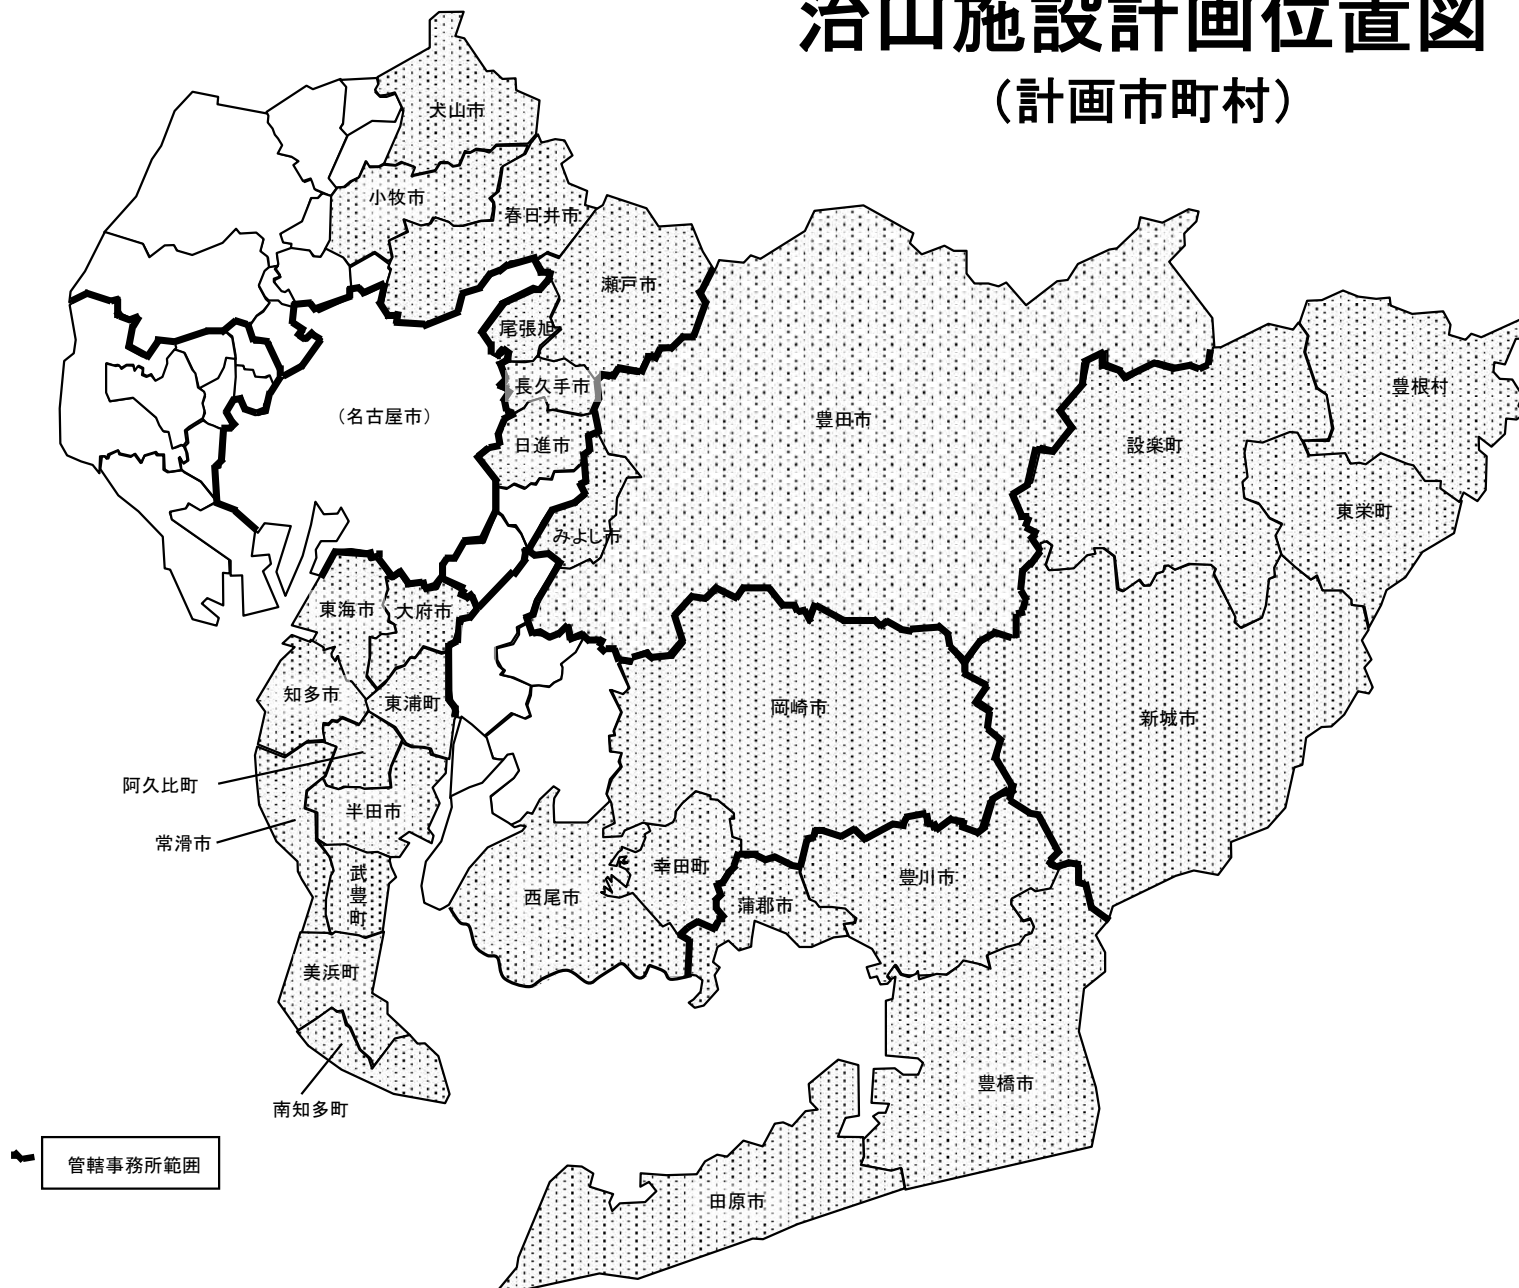 治山施設計画位置図
（計画市町村）
犬山市
小牧市
春日井市
瀬戸市
尾張旭
長久手市
豊田市
豊根村
（名古屋市）
日進市
設楽町
東栄町
みよし市
東海市
大府市
知多市
東浦町
岡崎市
新城市
阿久比町
半田市
常滑市
武
豊
町
幸田町
西尾市
蒲郡市
豊川市
美浜町
豊橋市
南知多町
管轄事務所範囲
田原市